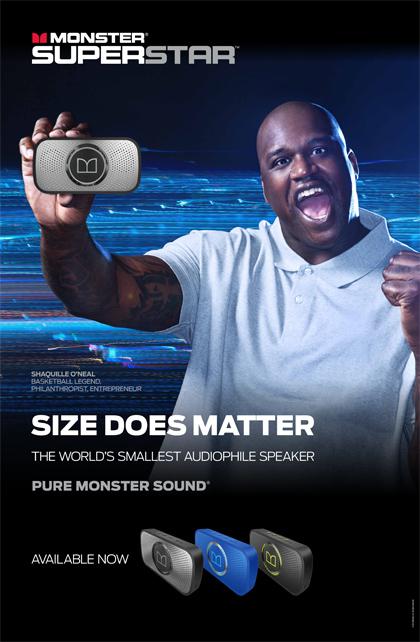 MONSTER®
SUPERSTAR™
SHAQUILLE O'NEAL
BASKETBALL LEGEND,
PHILANTHROPIST, ENTREPRENEUR
SIZE DOES MATTER
THE WORLD'S SMALLEST AUDIOPHILE SPEAKER
PURE MONSTER SOUND®
AVAILABLE NOW